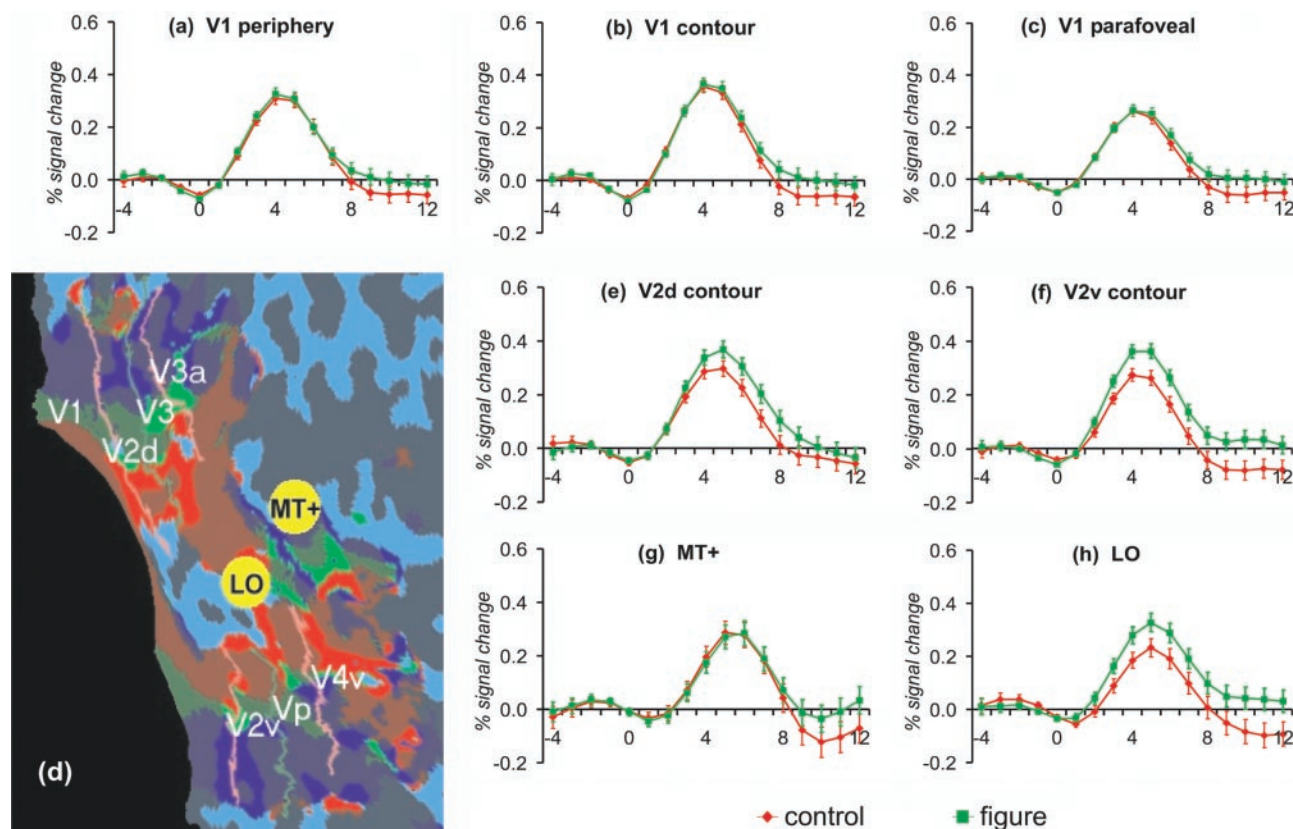 (a) V1 periphery
% signal change
0.6
0.4
0.2
0.0
-0.2
-4 0 4 8 12
(b) V1 contour
% signal change
0.6
0.4
0.2
0.0
-0.2
-4 0 4 8 12
(c) V1 parafoveal
% signal change
0.6
0.4
0.2
0.0
-0.2
-4 0 4 8 12
(d)
V3a
V1
V3
V2d
MT+
LO
V4v
Vp
V2v
(e) V2d contour
% signal change
0.6
0.4
0.2
0.0
-0.2
-4 0 4 8 12
(f) V2v contour
% signal change
0.6
0.4
0.2
0.0
-0.2
-4 0 4 8 12
(g) MT+
% signal change
0.6
0.4
0.2
0.0
-0.2
-4 0 4 8 12
(h) LO
% signal change
0.6
0.4
0.2
0.0
-0.2
-4 0 4 8 12
control figure